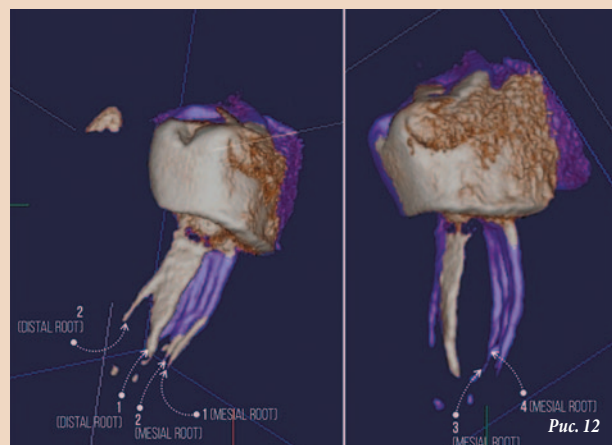 2
(DISTAL ROOT)
1
(DISTAL ROOT)
2
(MESIAL ROOT)
1 (MESIAL ROOT)
3
(MESIAL ROOT)
4 (MESIAL ROOT)
Рис. 12